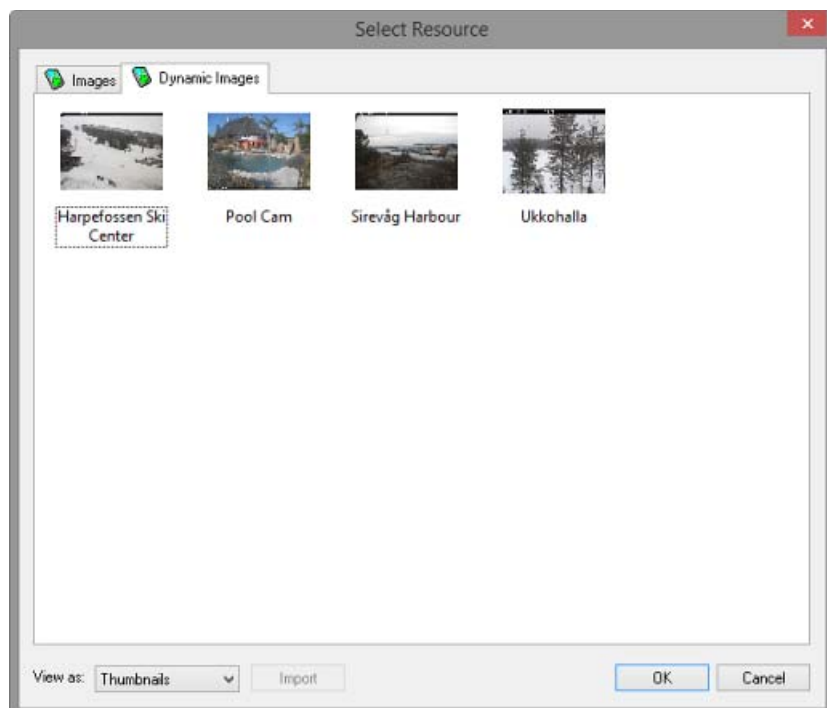 Select Resource
Images
Dynamic Images
Harpefossen Ski
Center
Pool Cam
Sirevåg Harbour
Ukkohalla
View as:
Thumbnails
Import
OK
Cancel